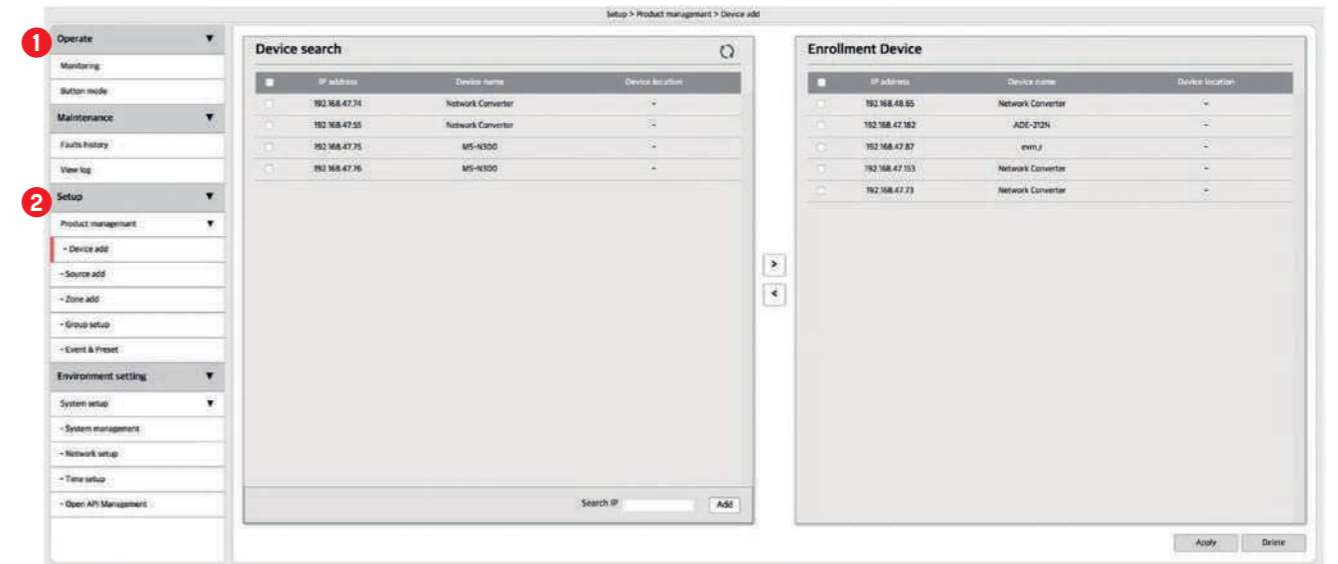 Setup > Product management > Device add
1
Operate ▼
Monitoring
Button mode
Maintenance ▼
Faults history
View log
2
Setup ▼
Product management ▼
- Device add
- Source add
- Zone add
- Group setup
- Event & Preset
Environment setting ▼
System setup ▼
- System management
- Network setup
- Time setup
- Open API Management
Device search
IP address Device name Device location
192.168.47.74 Network Converter -
192.168.47.55 Network Converter -
192.168.47.75 MS-N300 -
192.168.47.76 MS-N300 -
Search IP Add
>
<
Enrollment Device
IP address Device name Device location
192.168.48.65 Network Converter -
192.168.47.182 ADE-212N -
192.168.47.87 evm_r -
192.168.47.153 Network Converter -
192.168.47.73 Network Converter -
Apply Delete